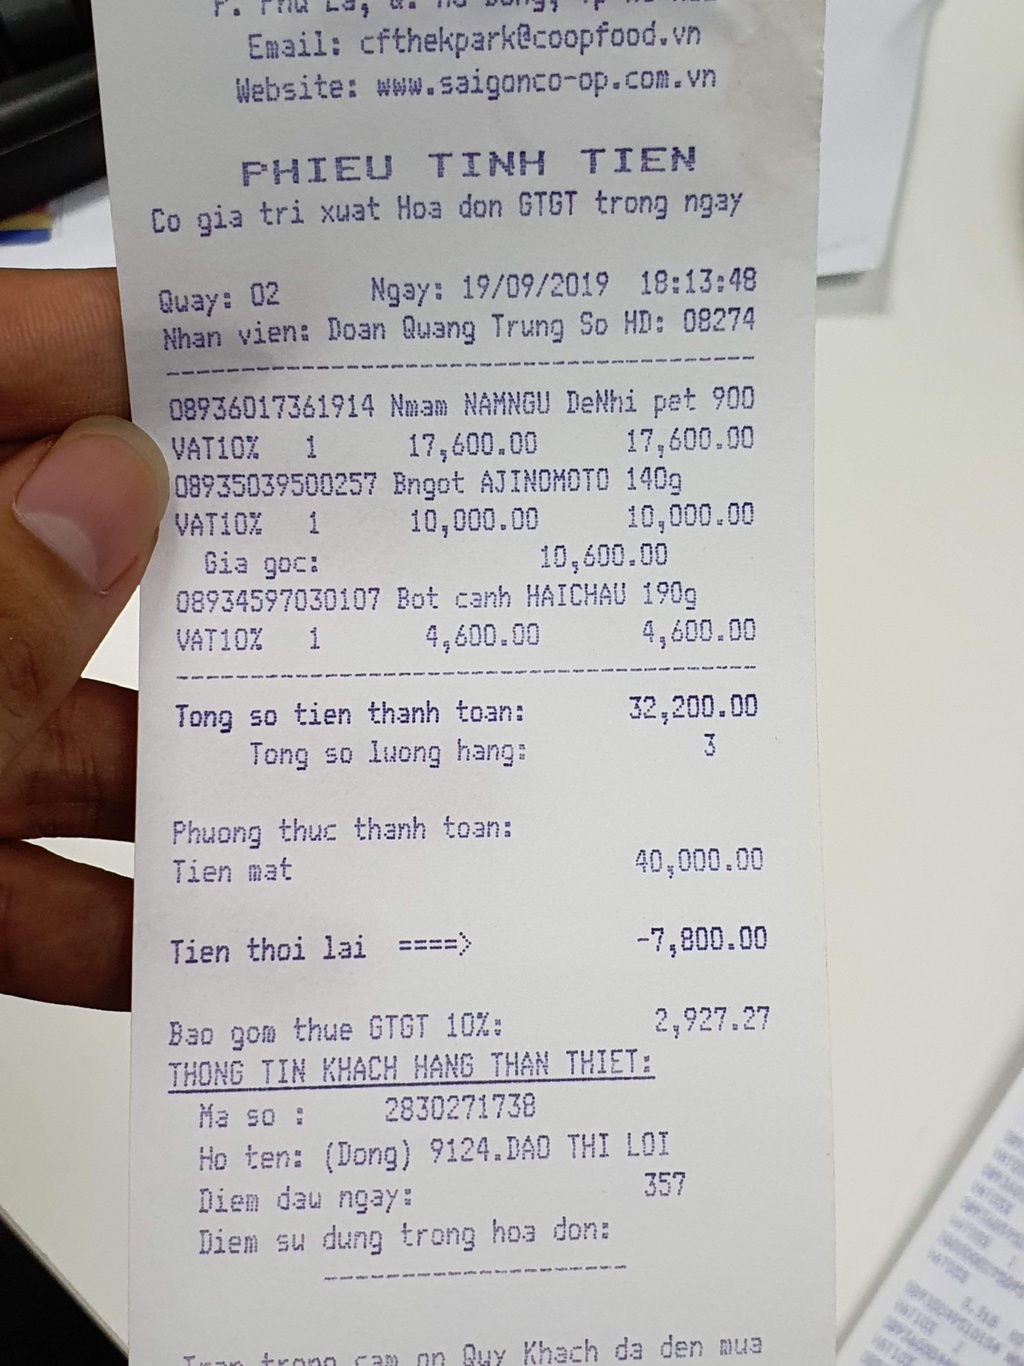 Email: cfthekpark@coopfood.vn
Website: www.saigonco-op.com.vn
PHIEU TINH TIEN
Co gia tri xuat Hoa don GTGT trong ngay
Quay: 02 Ngay: 19/09/2019 18:13:48
Nhan vien: Doan Quang Trung So HD: 08274
08936017361914 Nmam NAMNGU DeNhi pet 900
VAT10% 1 17,600.00 17,600.00
08935039500257 Bngot AJINOMOTO 140g
VAT10% 1 10,000.00 10,000.00
Gia goc: 10,600.00
08934597030107 Bot canh HAICHAU 190g
VAT10% 1 4,600.00 4,600.00
Tong so tien thanh toan: 32,200.00
Tong so luong hang: 3
Phuong thuc thanh toan:
Tien mat 40,000.00
Tien thoi lai ====> -7,800.00
Bao gom thue GTGT 10%: 2,927.27
THONG TIN KHACH HANG THAN THIET:
Ma so : 2830271738
Ho ten: (Dong) 9124.DAO THI LOI
Diem dau ngay: 357
Diem su dung trong hoa don:
Tran trong cam on Quy Khach da den mua